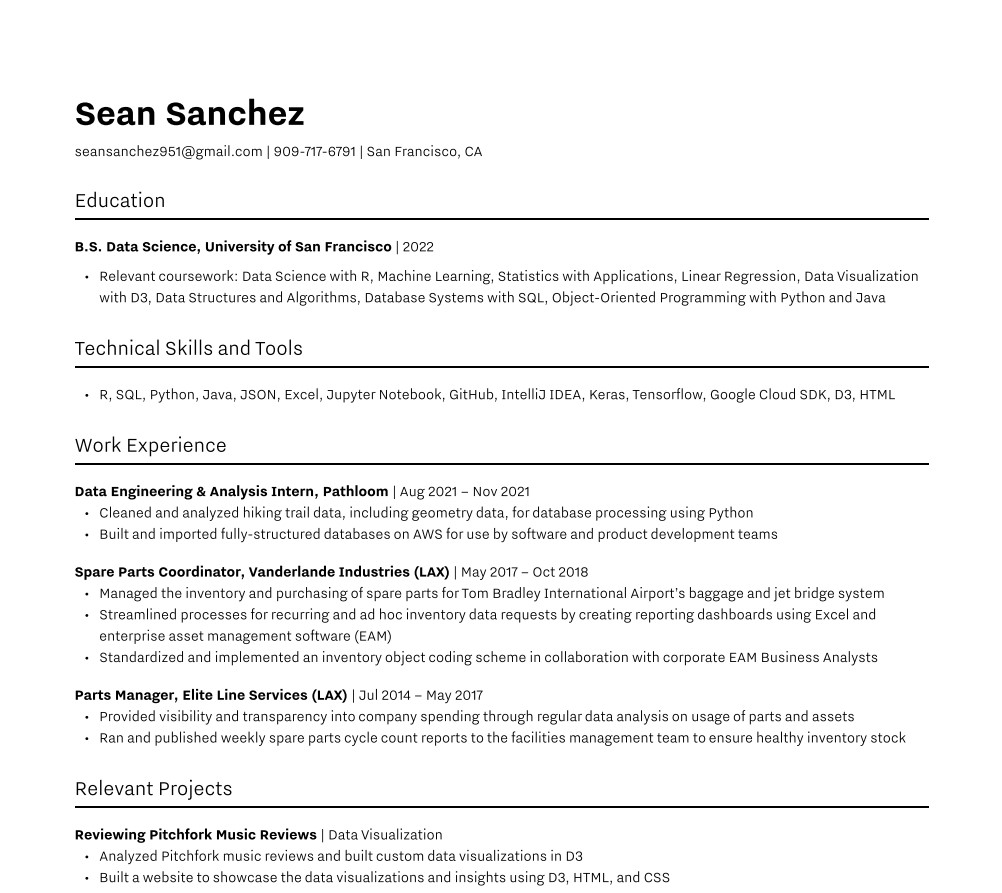 Sean Sanchez
seansanchez951@gmail.com | 909-717-6791 | San Francisco, CA
Education
B.S. Data Science, University of San Francisco | 2022
• Relevant coursework: Data Science with R, Machine Learning, Statistics with Applications, Linear Regression, Data Visualization
with D3, Data Structures and Algorithms, Database Systems with SQL, Object-Oriented Programming with Python and Java
Technical Skills and Tools
• R, SQL, Python, Java, JSON, Excel, Jupyter Notebook, GitHub, IntelliJ IDEA, Keras, Tensorflow, Google Cloud SDK, D3, HTML
Work Experience
Data Engineering & Analysis Intern, Pathloom | Aug 2021 – Nov 2021
• Cleaned and analyzed hiking trail data, including geometry data, for database processing using Python
• Built and imported fully-structured databases on AWS for use by software and product development teams
Spare Parts Coordinator, Vanderlande Industries (LAX) | May 2017 – Oct 2018
• Managed the inventory and purchasing of spare parts for Tom Bradley International Airport's baggage and jet bridge system
• Streamlined processes for recurring and ad hoc inventory data requests by creating reporting dashboards using Excel and
enterprise asset management software (EAM)
• Standardized and implemented an inventory object coding scheme in collaboration with corporate EAM Business Analysts
Parts Manager, Elite Line Services (LAX) | Jul 2014 – May 2017
• Provided visibility and transparency into company spending through regular data analysis on usage of parts and assets
• Ran and published weekly spare parts cycle count reports to the facilities management team to ensure healthy inventory stock
Relevant Projects
Reviewing Pitchfork Music Reviews | Data Visualization
• Analyzed Pitchfork music reviews and built custom data visualizations in D3
• Built a website to showcase the data visualizations and insights using D3, HTML, and CSS